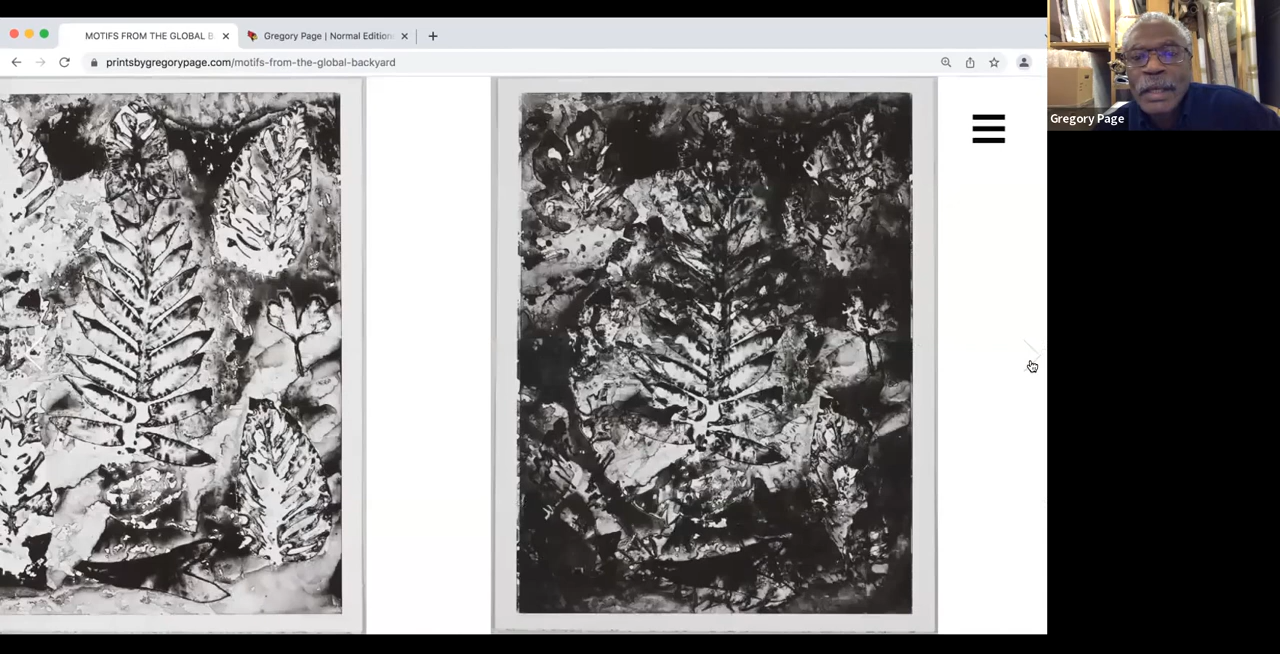 MOTIFS FROM THE GLOBAL B
Gregory Page | Normal Edition
printsbygregorypage.com/motifs-from-the-global-backyard
Gregory Page